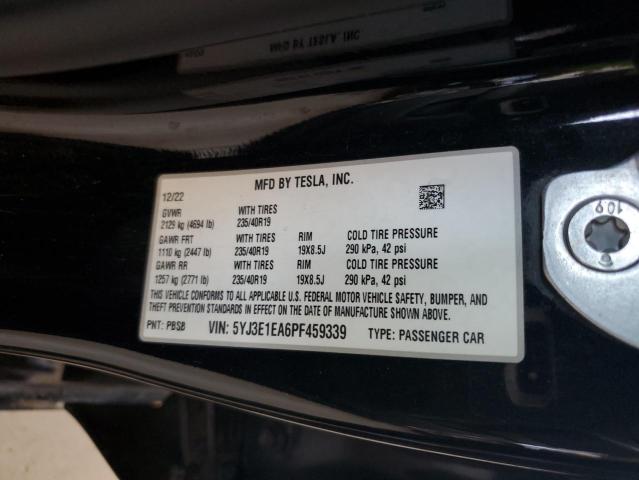 MFD BY TESLA, INC.
12/22
GVWR WITH TIRES
2129 kg (4694 lb) 235/40R19
GAWR FRT WITH TIRES RIM COLD TIRE PRESSURE
1110 kg (2447 lb) 235/40R19 19X8.5J 290 kPa, 42 psi
GAWR RR WITH TIRES RIM COLD TIRE PRESSURE
1257 kg (2771 lb) 235/40R19 19X8.5J 290 kPa, 42 psi
THIS VEHICLE CONFORMS TO ALL APPLICABLE U.S. FEDERAL MOTOR VEHICLE SAFETY, BUMPER, AND
THEFT PREVENTION STANDARDS IN EFFECT ON THE DATE OF MANUFACTURE SHOWN ABOVE.
PNT: PBSB VIN: 5YJ3E1EA6PF459339 TYPE: PASSENGER CAR
10.9